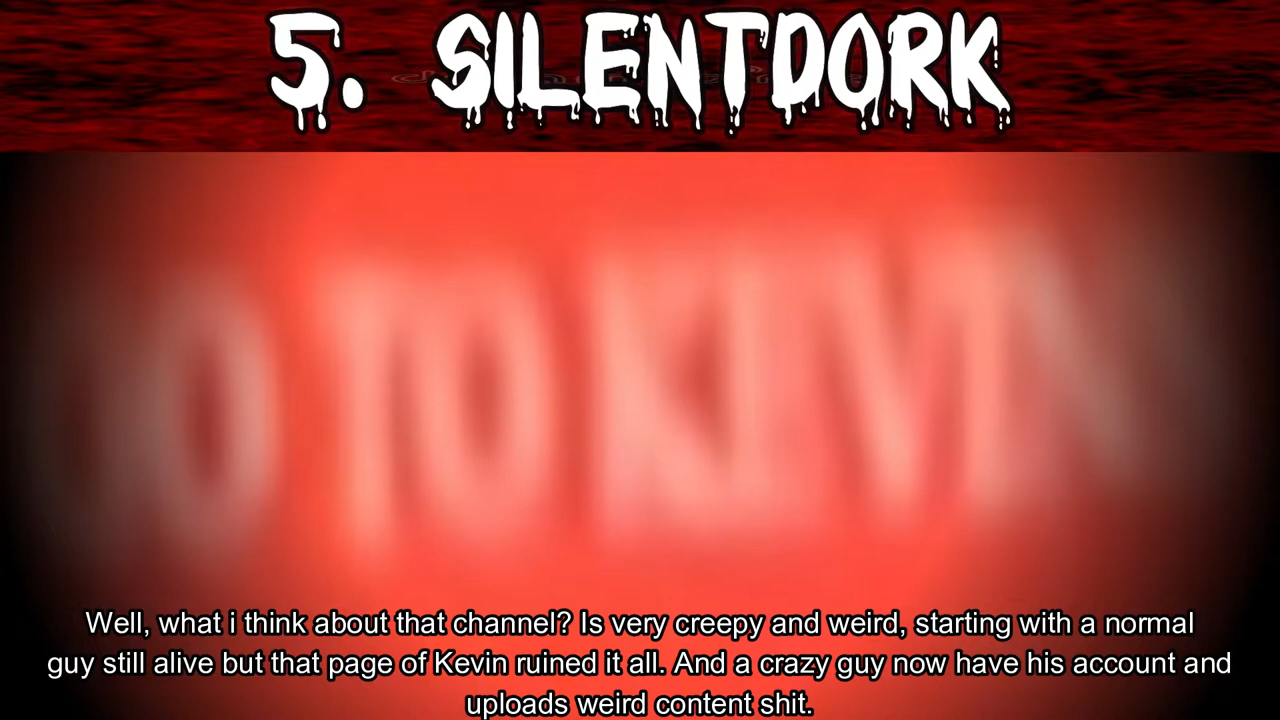 5. SILENTDORK
TO KEVIN
Well, what i think about that channel? Is very creepy and weird, starting with a normal
guy still alive but that page of Kevin ruined it all. And a crazy guy now have his account and
uploads weird content shit.